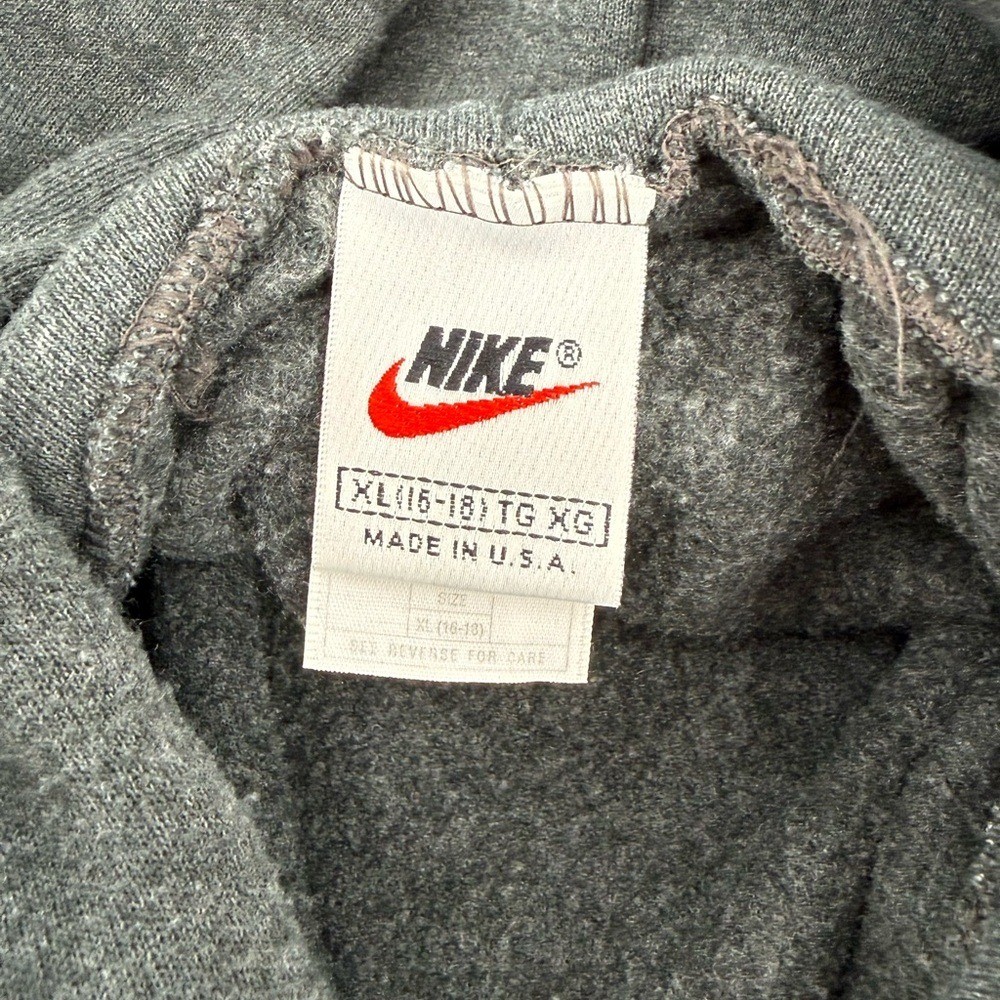 NIKE®
XL(16-18) TG XG
MADE IN U.S.A.
SIZE
XL (16-18)
SEE REVERSE FOR CARE